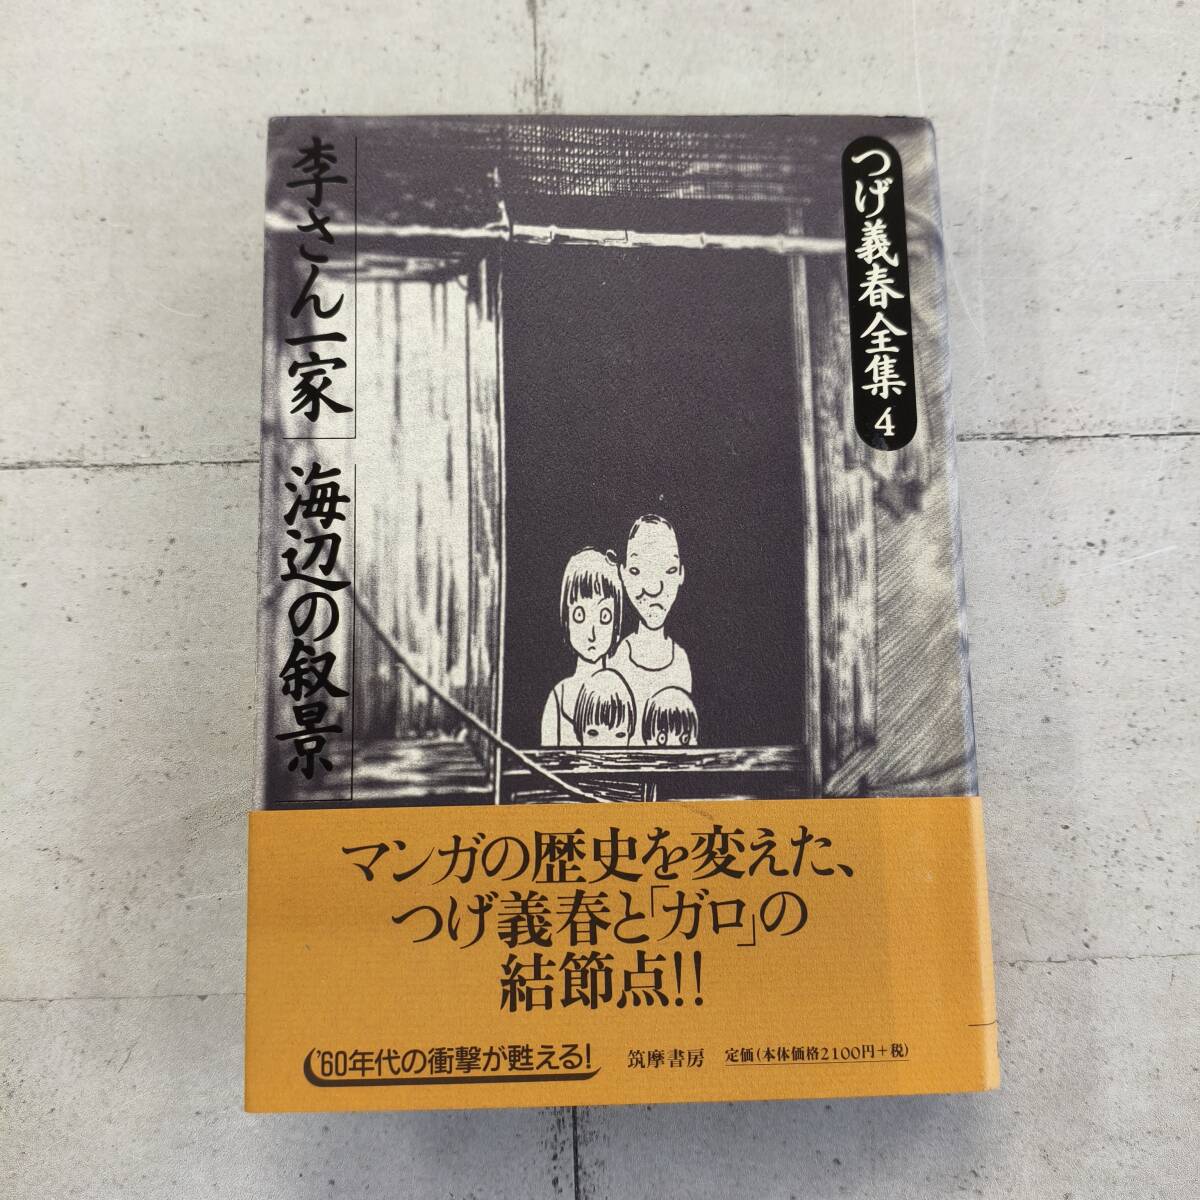 つげ義春全集4
李さん一家
海辺の叙景
マンガの歴史を変えた、
つげ義春と「ガロ」の
結節点!!
'60年代の衝撃が甦える!
筑摩書房
定価(本体価格2100円+税)